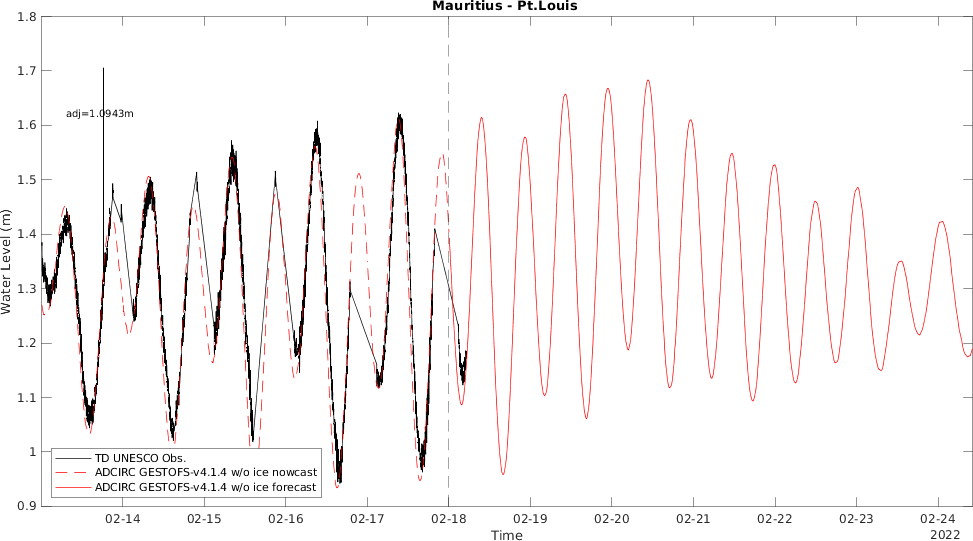 Mauritius - Pt.Louis
1.8
1.7
1.6
1.5
1.4
1.3
1.2
1.1
1
0.9
Water Level (m)
adj=1.0943m
TD UNESCO Obs.
ADCIRC GESTOFS-v4.1.4 w/o ice nowcast
ADCIRC GESTOFS-v4.1.4 w/o ice forecast
02-14 02-15 02-16 02-17 02-18 02-19 02-20 02-21 02-22 02-23 02-24
Time
2022